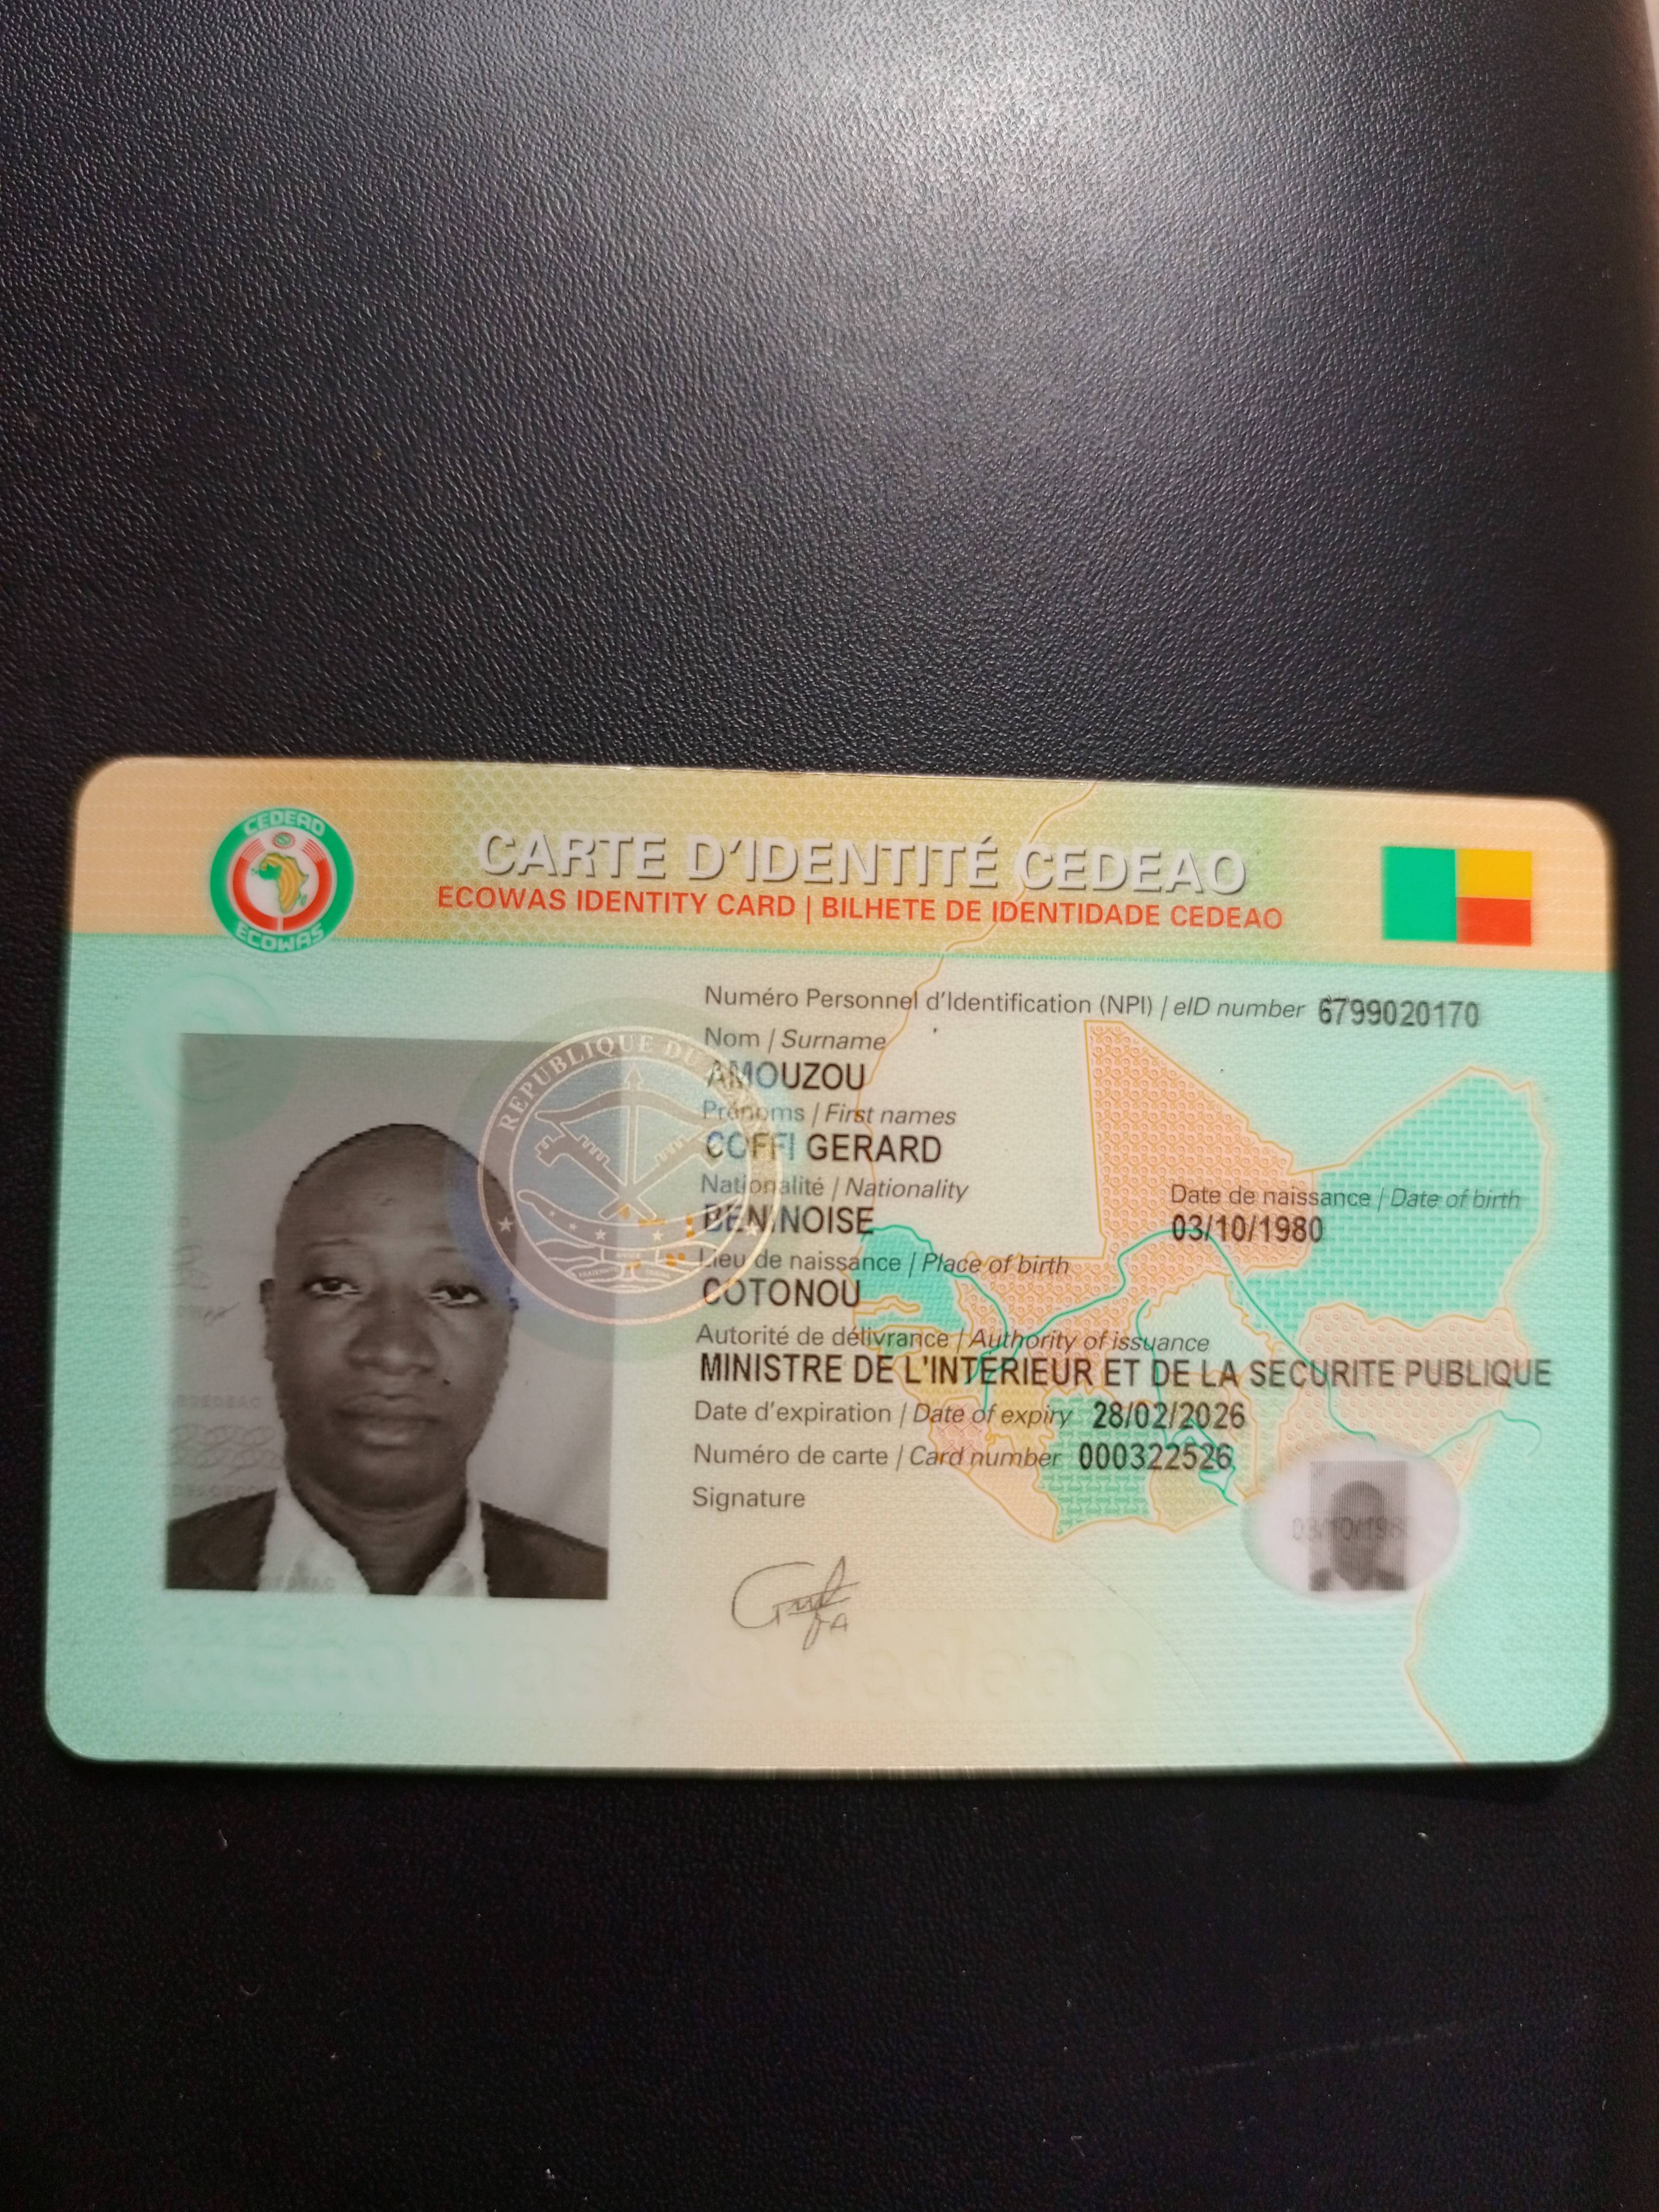 CEDEAO
ECOWAS
CARTE D'IDENTITÉ CEDEAO
ECOWAS IDENTITY CARD | BILHETE DE IDENTIDADE CEDEAO
Numéro Personnel d'Identification (NPI) / eID number 6799020170
Nom / Surname
AMOUZOU
Prénoms / First names
COFFI GERARD
Nationalité / Nationality
BENINOISE
Date de naissance / Date of birth
03/10/1980
Lieu de naissance / Place of birth
COTONOU
Autorité de délivrance / Authority of issuance
MINISTRE DE L'INTERIEUR ET DE LA SECURITE PUBLIQUE
Date d'expiration / Date of expiry 28/02/2026
Numéro de carte / Card number 000322526
Signature
REPUBLIQUE DU
03/10/198